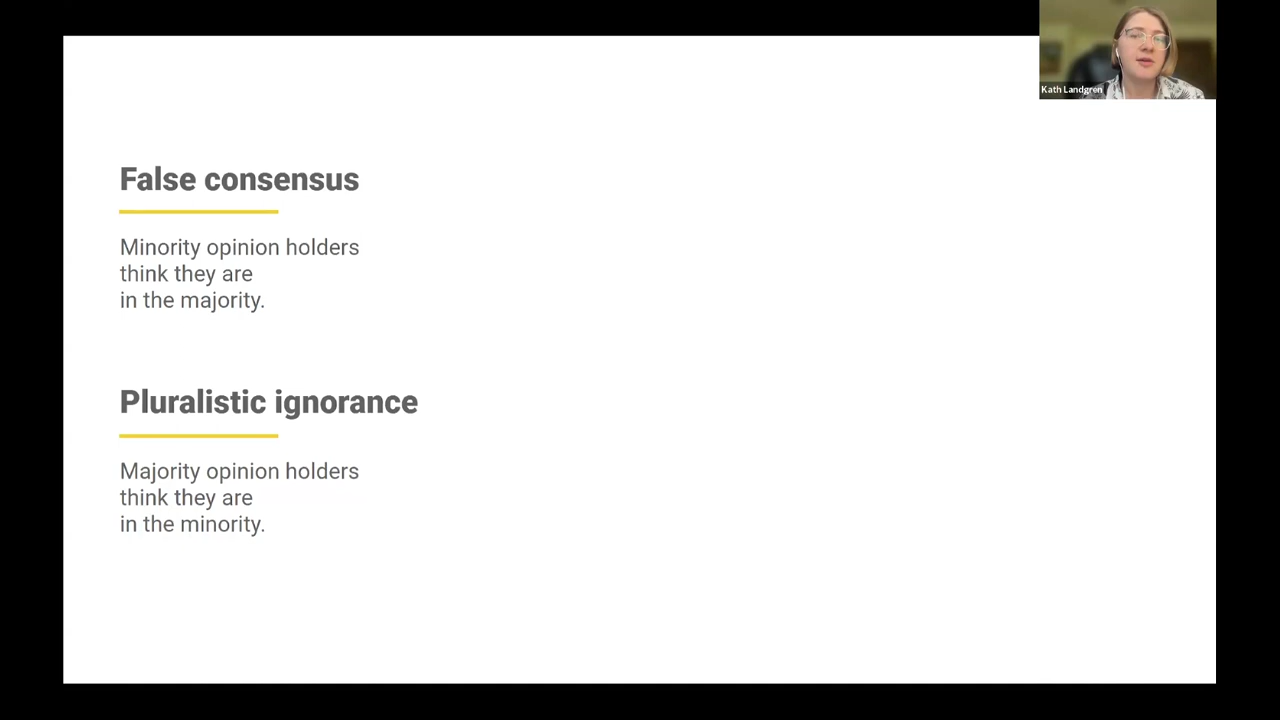 Kath Landgren
False consensus
Minority opinion holders
think they are
in the majority.
Pluralistic ignorance
Majority opinion holders
think they are
in the minority.